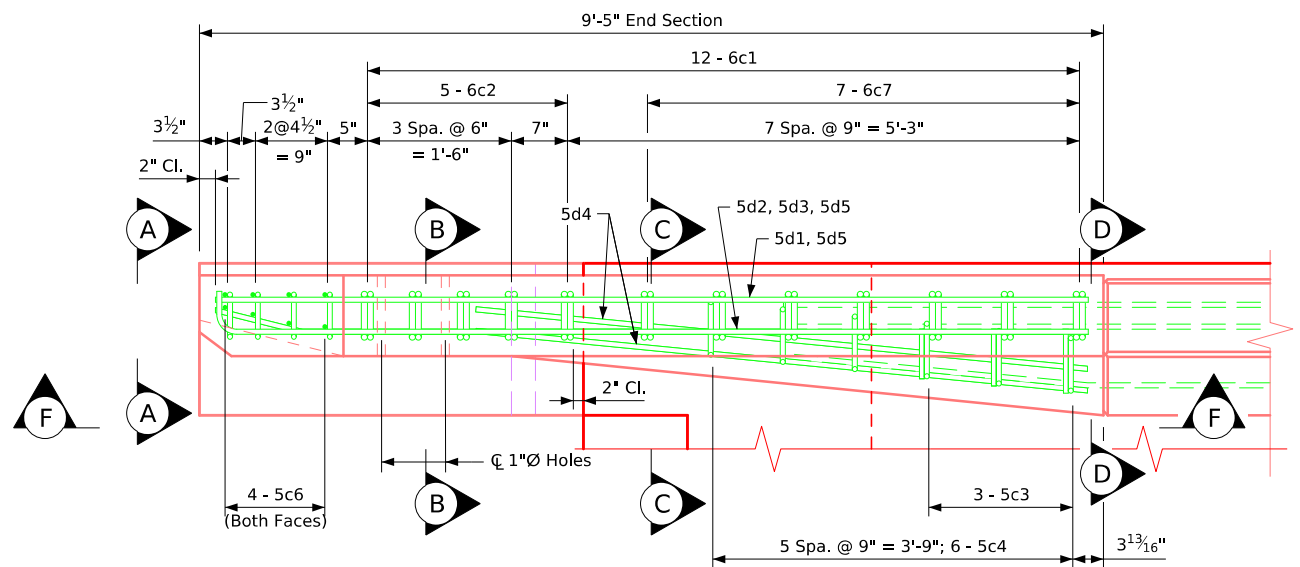 9'-5" End Section
12 - 6c1
5 - 6c2
7 - 6c7
3½"
3½"
2@4½"
= 9"
5"
3 Spa. @ 6"
= 1'-6"
7"
7 Spa. @ 9" = 5'-3"
2" Cl.
A
B
5d4
C
5d2, 5d3, 5d5
5d1, 5d5
D
F
A
2" Cl.
F
℄ 1"Ø Holes
B
C
D
4 - 5c6
(Both Faces)
3 - 5c3
5 Spa. @ 9" = 3'-9"; 6 - 5c4
3 13/16"